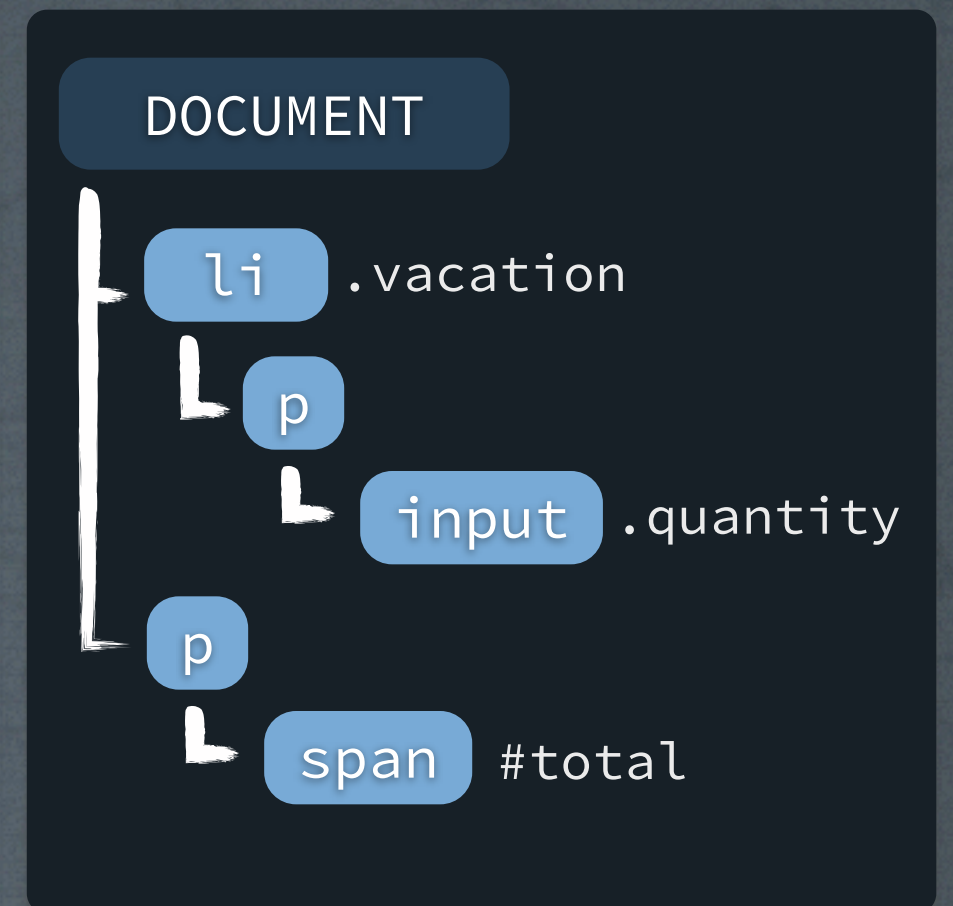 DOCUMENT
li .vacation
p
input .quantity
p
span #total